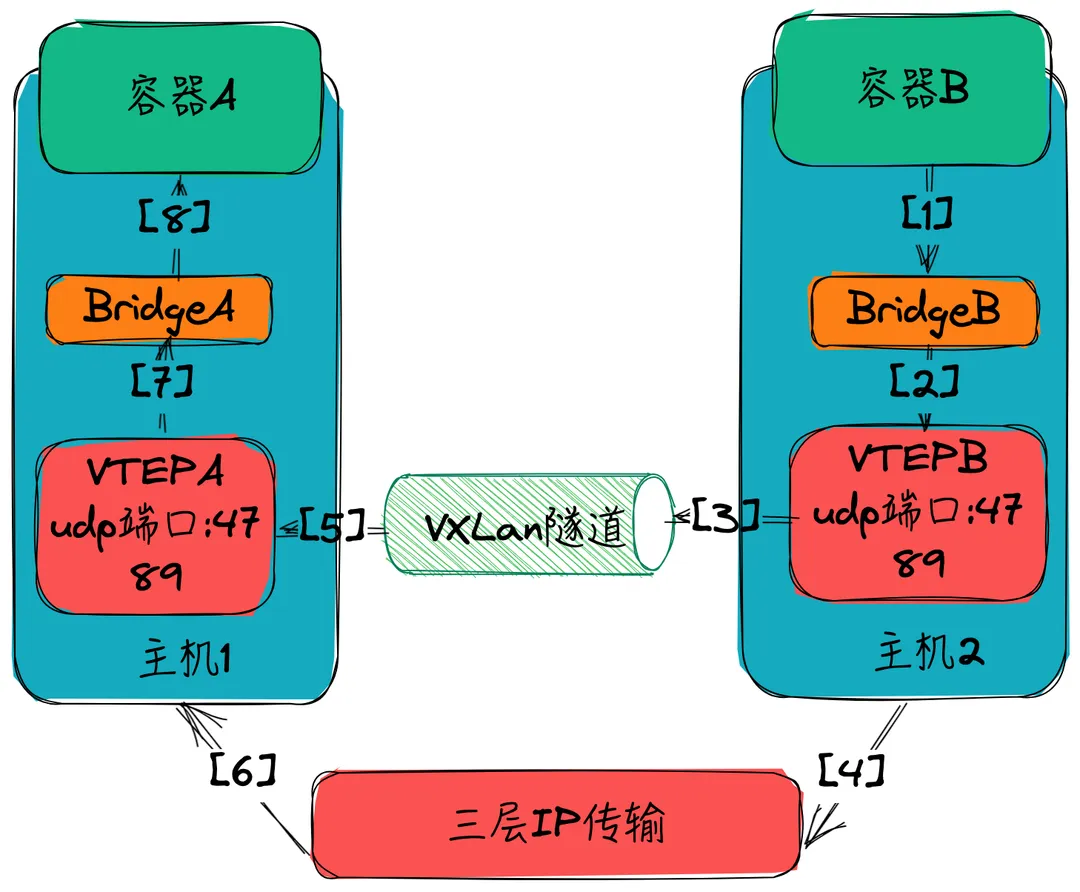 容器A
容器B
[8]
[1]
BridgeA
BridgeB
[7]
[2]
VTEPA
udp端口:47
89
VTEPB
udp端口:47
89
[5]
VXLan隧道
[3]
主机1
主机2
[6]
[4]
三层IP传输